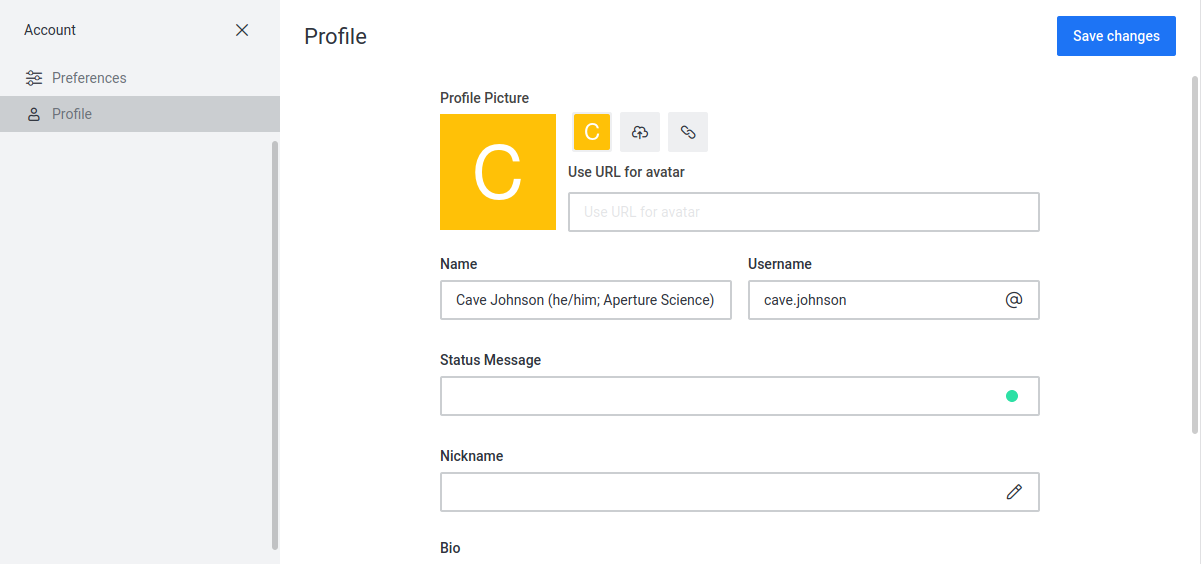 Account
Profile
Save changes
Preferences
Profile
Profile Picture
C
C
Use URL for avatar
Use URL for avatar
Name
Username
Cave Johnson (he/him; Aperture Science)
cave.johnson
@
Status Message
Nickname
Bio